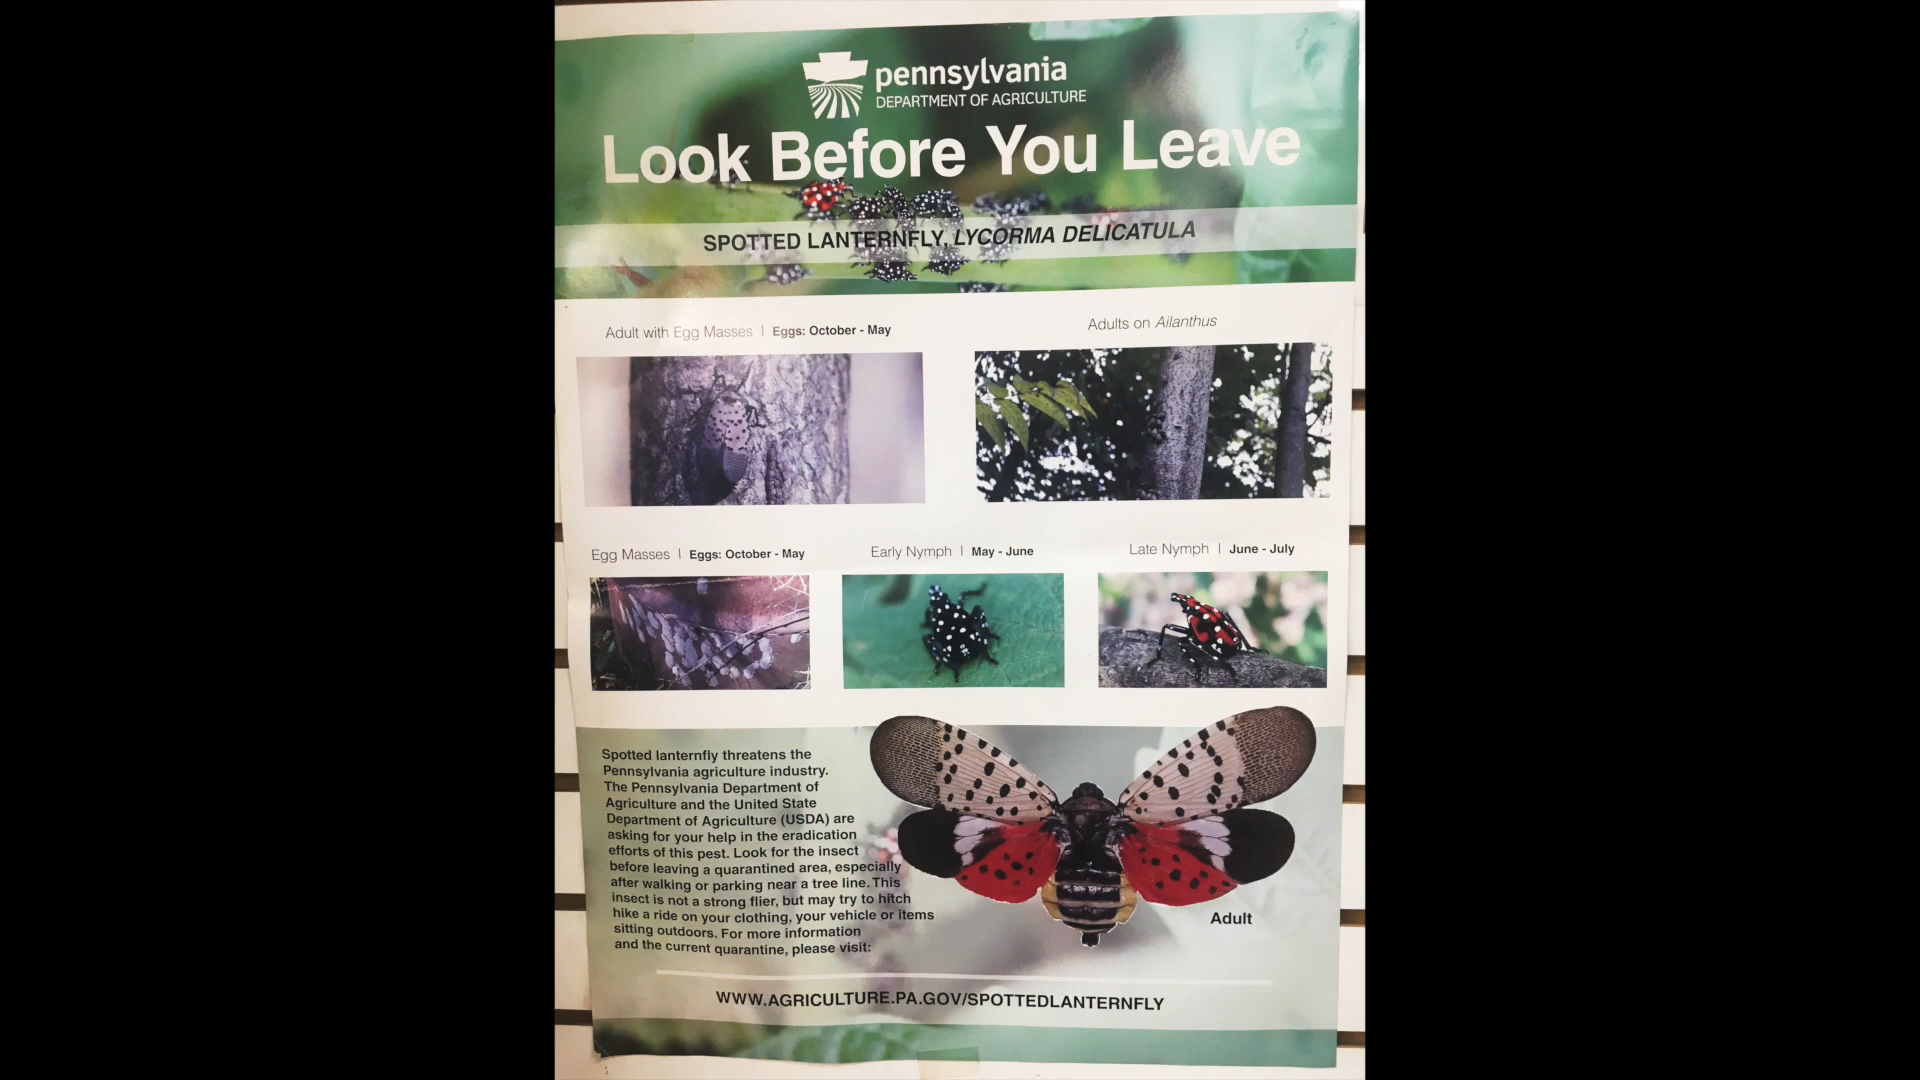 pennsylvania
DEPARTMENT OF AGRICULTURE
Look Before You Leave
SPOTTED LANTERNFLY, LYCORMA DELICATULA
Adult with Egg Masses | Eggs: October - May
Adults on Ailanthus
Egg Masses | Eggs: October - May
Early Nymph | May - June
Late Nymph | June - July
Spotted lanternfly threatens the
Pennsylvania agriculture industry.
The Pennsylvania Department of
Agriculture and the United State
Department of Agriculture (USDA) are
asking for your help in the eradication
efforts of this pest. Look for the insect
before leaving a quarantined area, especially
after walking or parking near a tree line. This
insect is not a strong flier, but may try to hitch
hike a ride on your clothing, your vehicle or items
sitting outdoors. For more information
and the current quarantine, please visit:
Adult
WWW.AGRICULTURE.PA.GOV/SPOTTEDLANTERNFLY